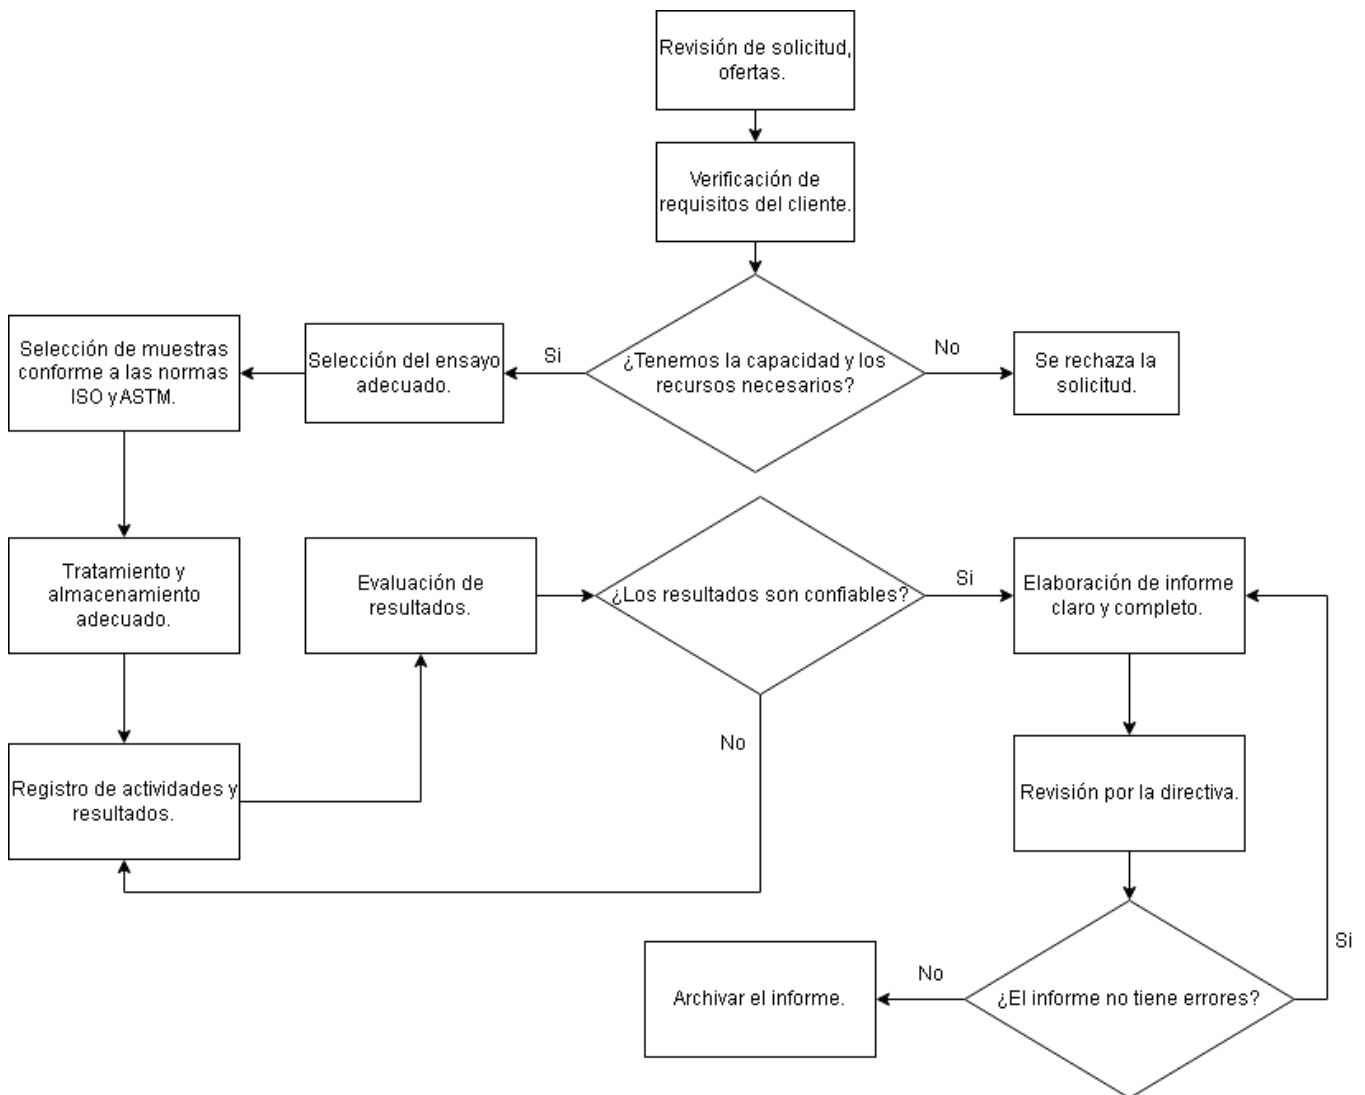 Revisión de solicitud,
ofertas.
Verificación de
requisitos del cliente.
¿Tenemos la capacidad y los
recursos necesarios?
No
Se rechaza la
solicitud.
Si
Selección del ensayo
adecuado.
Selección de muestras
conforme a las normas
ISO y ASTM.
Tratamiento y
almacenamiento
adecuado.
Registro de actividades y
resultados.
Evaluación de
resultados.
¿Los resultados son confiables?
No
Si
Elaboración de informe
claro y completo.
Revisión por la directiva.
¿El informe no tiene errores?
Si
No
Archivar el informe.